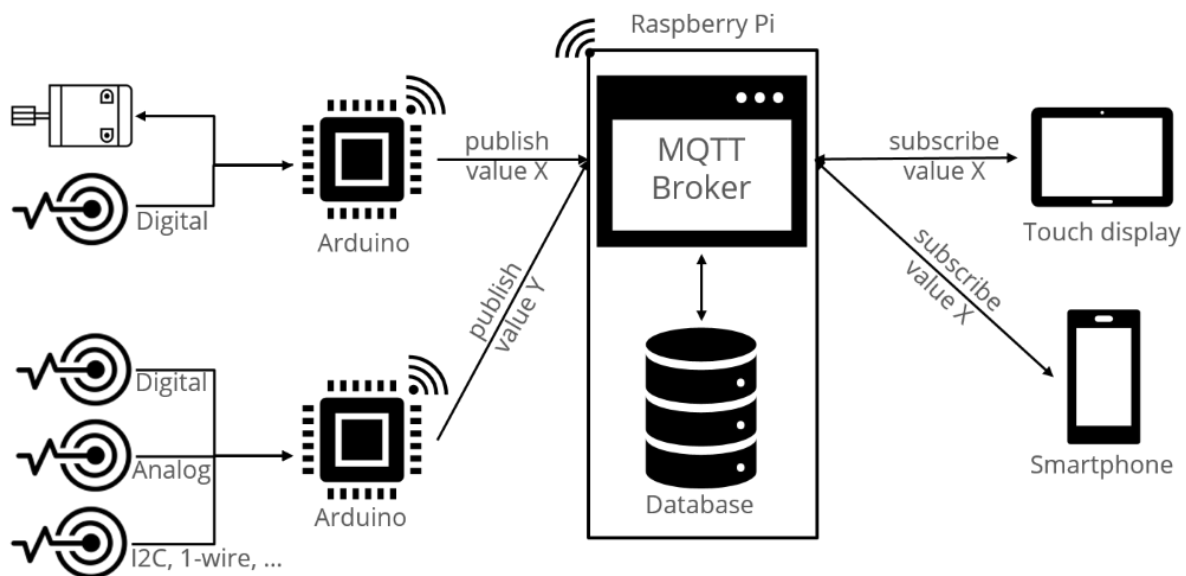 Raspberry Pi
publish
value X
MQTT
Broker
subscribe
value X
Digital
Arduino
Touch display
publish
value Y
subscribe
value X
Digital
Analog
I2C, 1-wire, ...
Arduino
Database
Smartphone